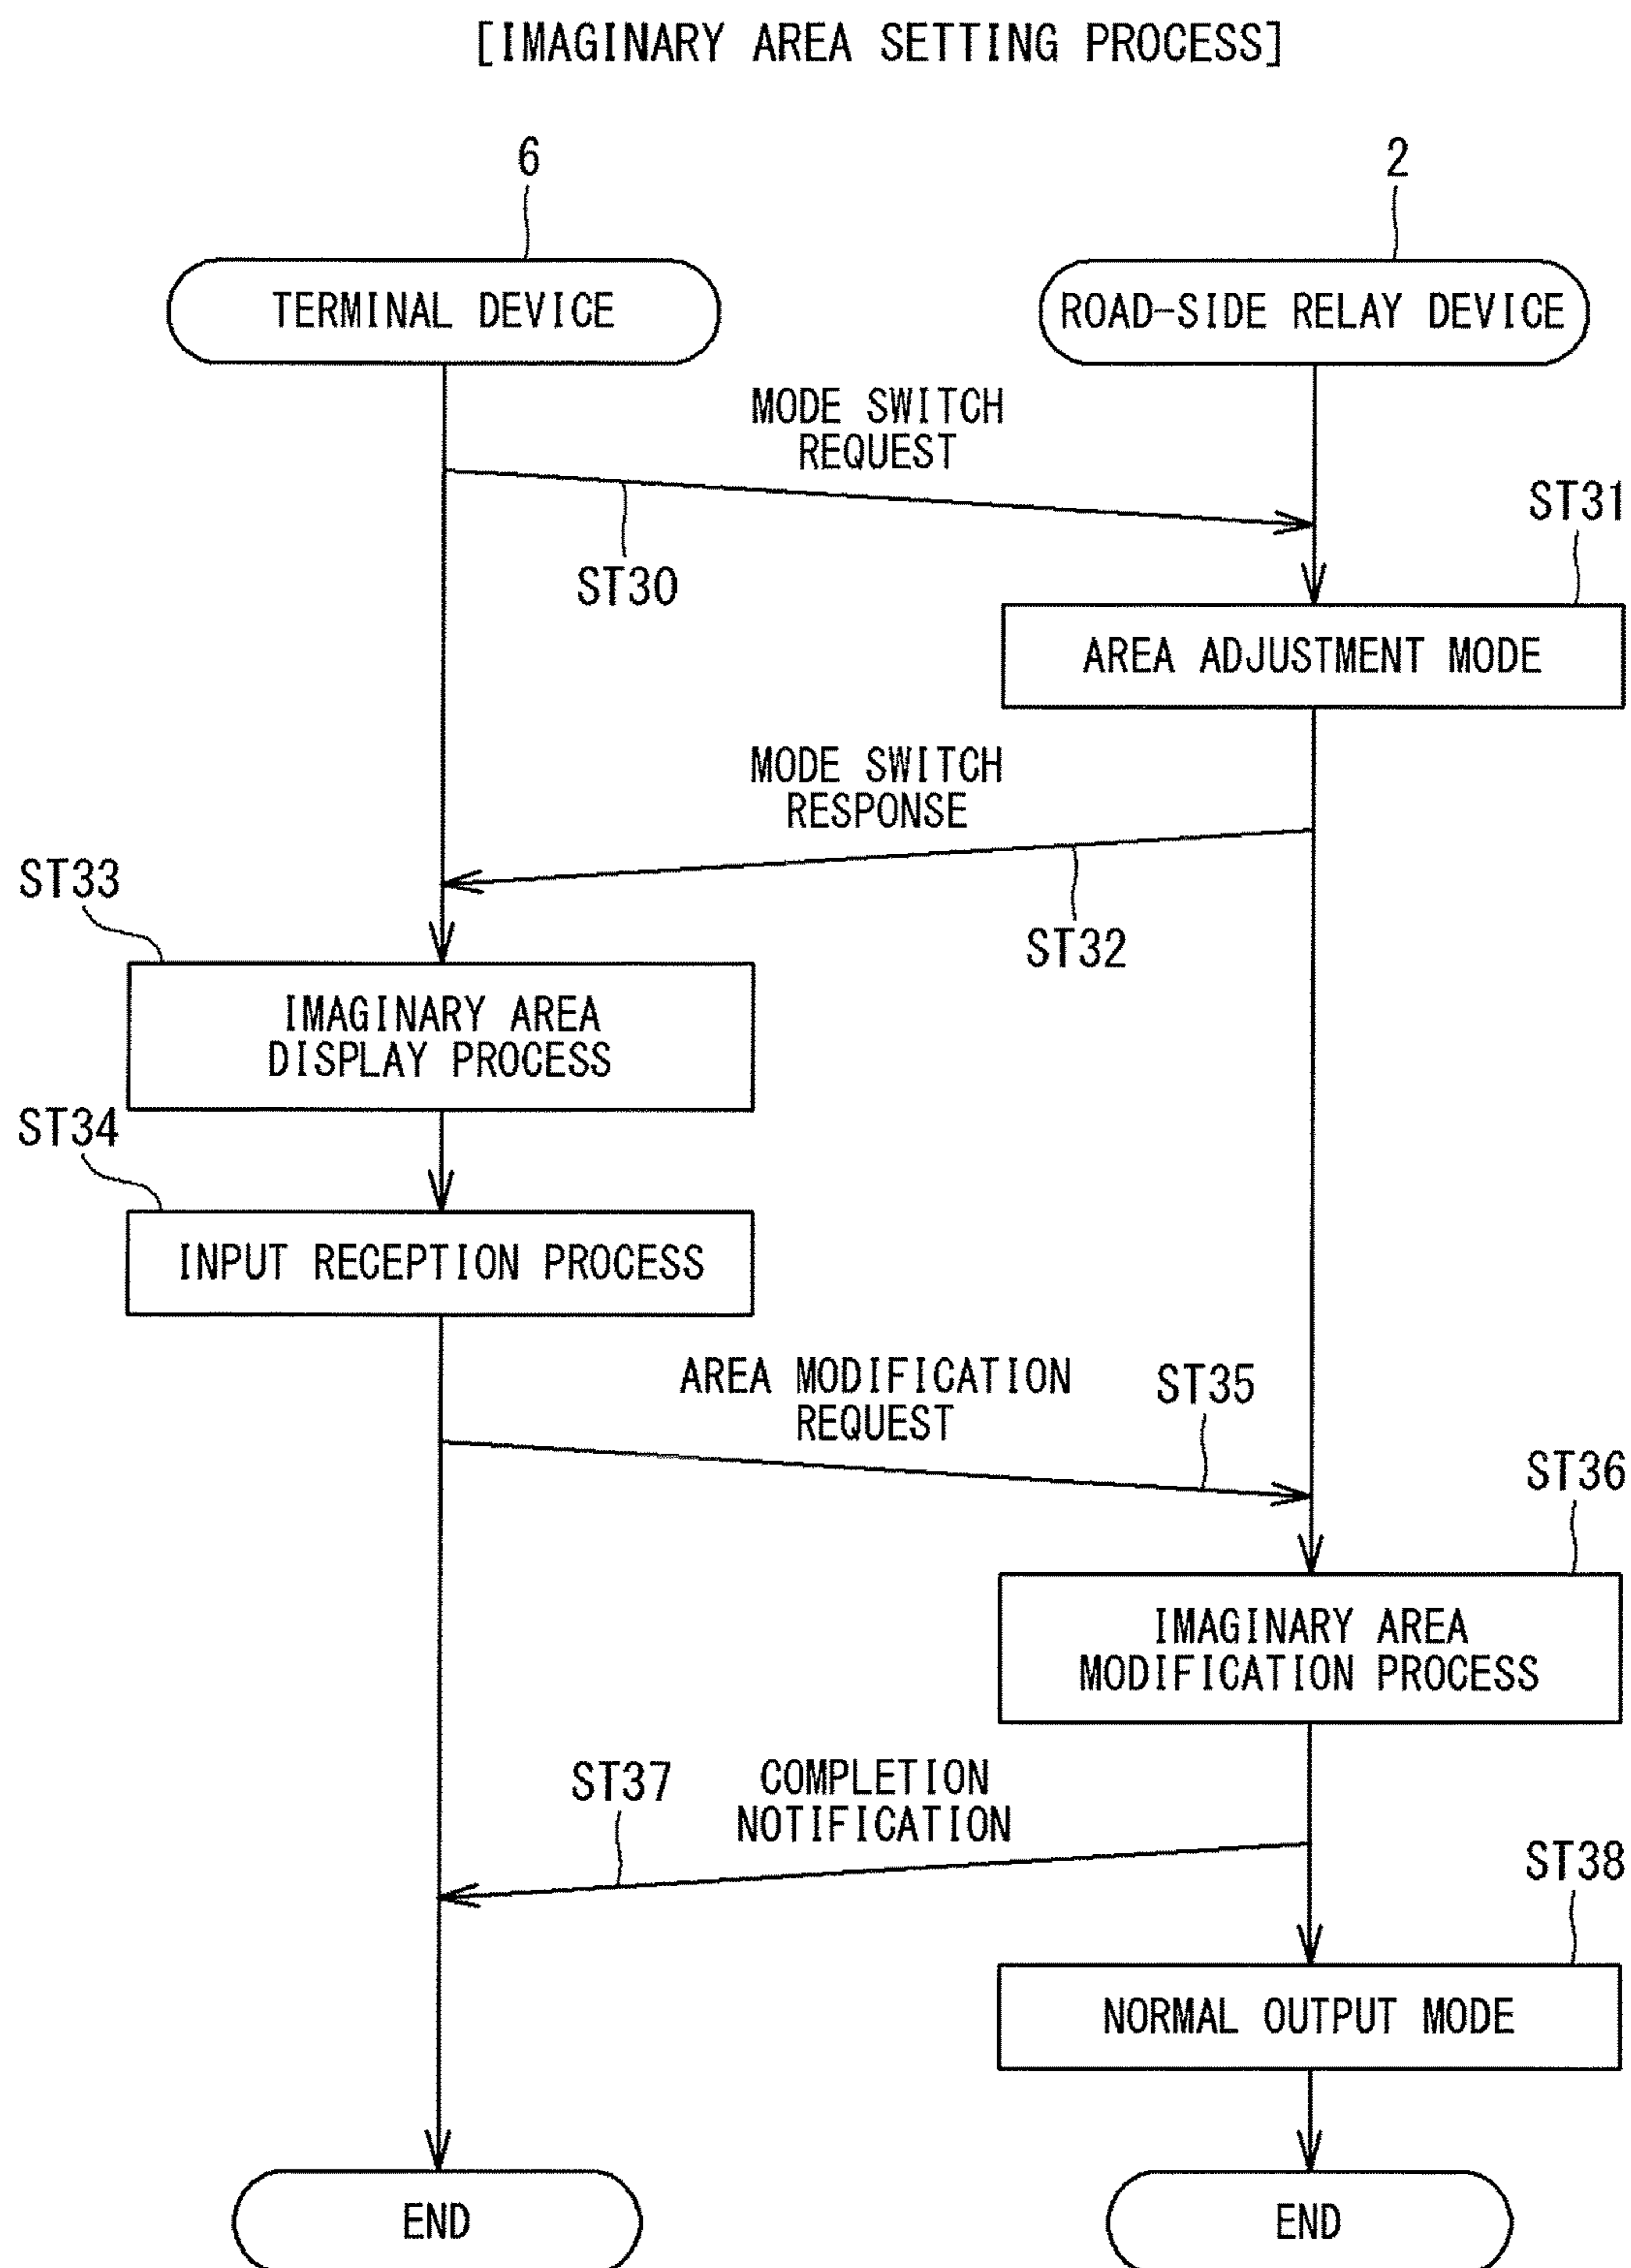 [IMAGINARY AREA SETTING PROCESS]
6
2
TERMINAL DEVICE
ROAD-SIDE RELAY DEVICE
MODE SWITCH
REQUEST
ST30
ST31
AREA ADJUSTMENT MODE
MODE SWITCH
RESPONSE
ST32
ST33
IMAGINARY AREA
DISPLAY PROCESS
ST34
INPUT RECEPTION PROCESS
AREA MODIFICATION
REQUEST
ST35
ST36
IMAGINARY AREA
MODIFICATION PROCESS
ST37
COMPLETION
NOTIFICATION
ST38
NORMAL OUTPUT MODE
END
END